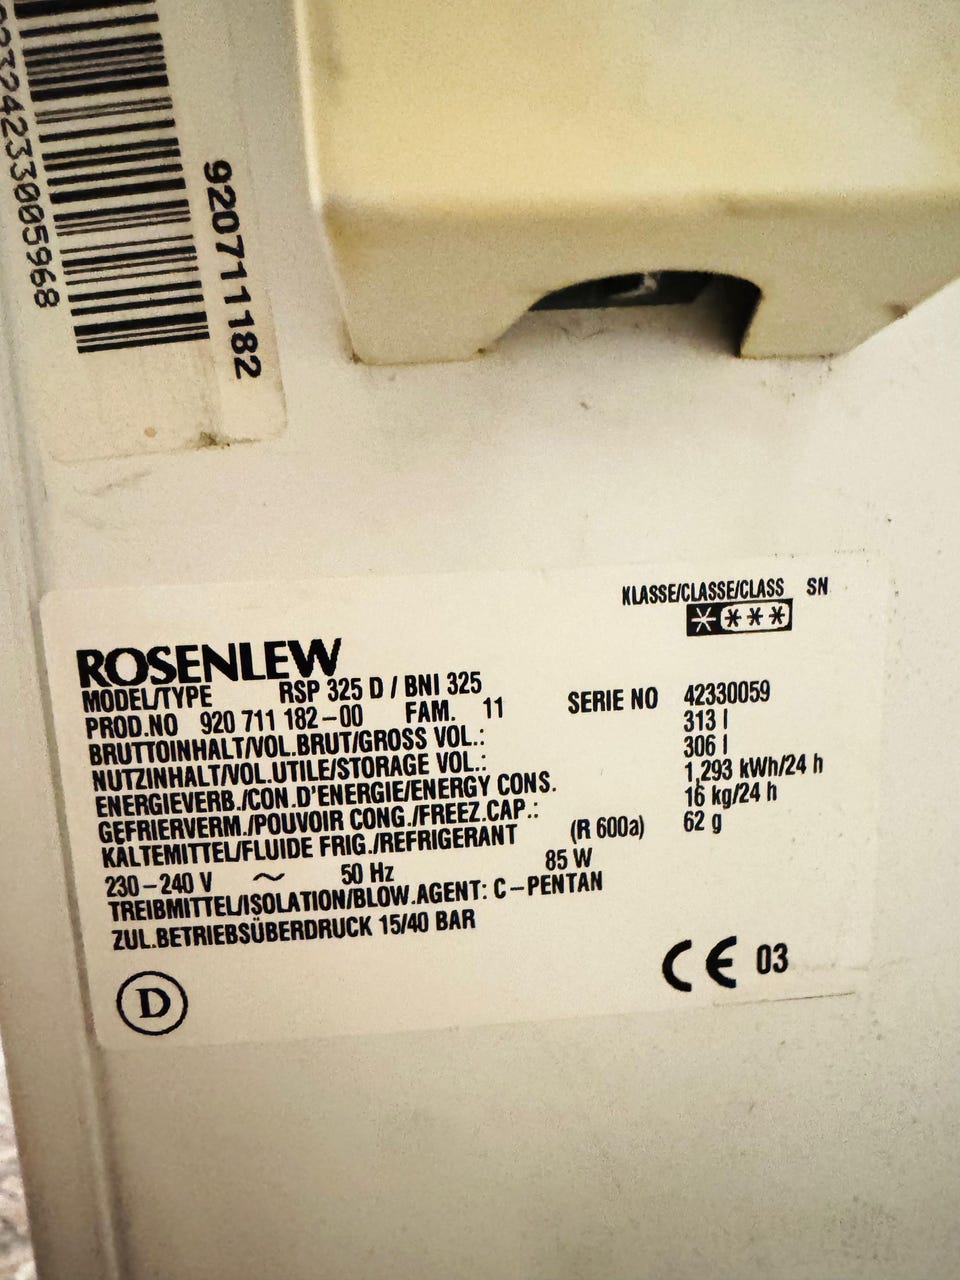 2324233005968
920711182
KLASSE/CLASSE/CLASS SN
ROSENLEW
MODEL/TYPE RSP 325 D / BNI 325
PROD.NO 920 711 182-00 FAM. 11 SERIE NO 42330059
BRUTTOINHALT/VOL.BRUT/GROSS VOL.: 313 l
NUTZINHALT/VOL.UTILE/STORAGE VOL.: 306 l
ENERGIEVERB./CON.D'ENERGIE/ENERGY CONS. 1,293 kWh/24 h
GEFRIERVERM./POUVOIR CONG./FREEZ.CAP.: 16 kg/24 h
KÄLTEMITTEL/FLUIDE FRIG./REFRIGERANT (R 600a) 62 g
230-240 V ~ 50 Hz 85 W
TREIBMITTEL/ISOLATION/BLOW.AGENT: C-PENTAN
ZUL.BETRIEBSÜBERDRUCK 15/40 BAR
D
CE 03